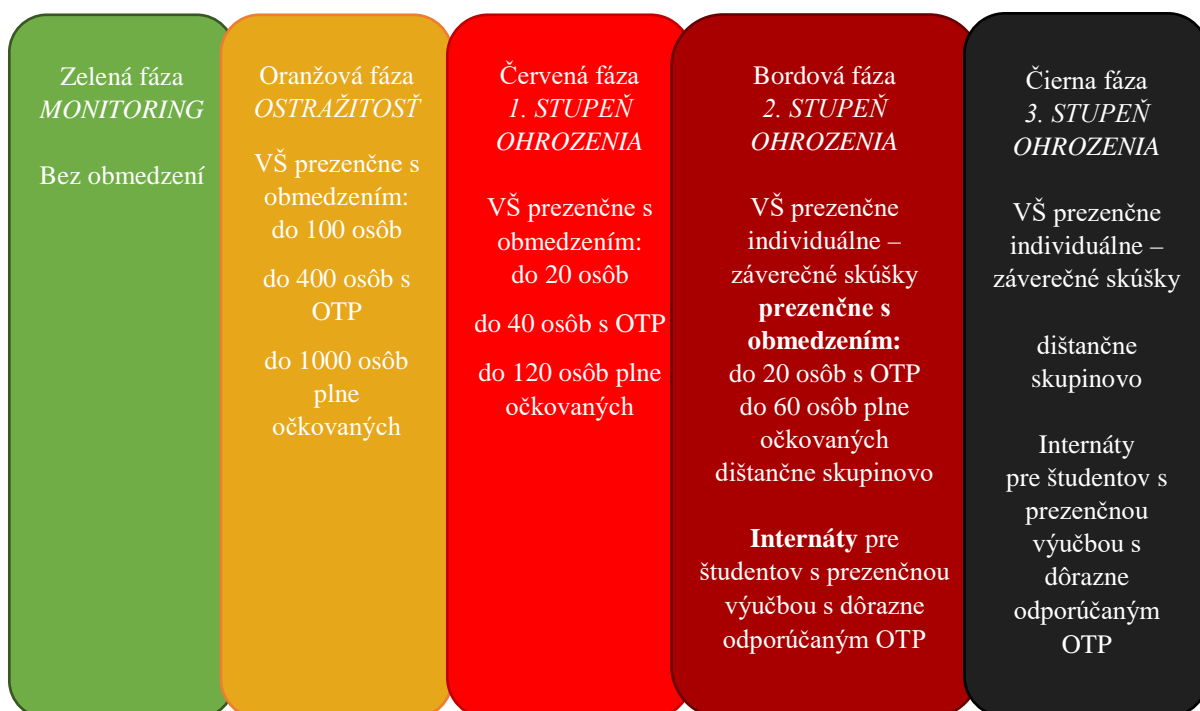 Zelená fáza
MONITORING
Bez obmedzení
Oranžová fáza
OSTRAŽITOSŤ
VŠ prezenčne s
obmedzením:
do 100 osôb
do 400 osôb s
OTP
do 1000 osôb
plne
očkovaných
Červená fáza
1. STUPEŇ
OHROZENIA
VŠ prezenčne s
obmedzením:
do 20 osôb
do 40 osôb s OTP
do 120 osôb plne
očkovaných
Bordová fáza
2. STUPEŇ
OHROZENIA
VŠ prezenčne
individuálne –
záverečné skúšky
prezenčne s
obmedzením:
do 20 osôb s OTP
do 60 osôb plne
očkovaných
dištančne skupinovo
Internáty pre
študentov s prezenčnou
výučbou s dôrazne
odporúčaným OTP
Čierna fáza
3. STUPEŇ
OHROZENIA
VŠ prezenčne
individuálne –
záverečné skúšky
dištančne
skupinovo
Internáty
pre študentov s
prezenčnou
výučbou s
dôrazne
odporúčaným
OTP